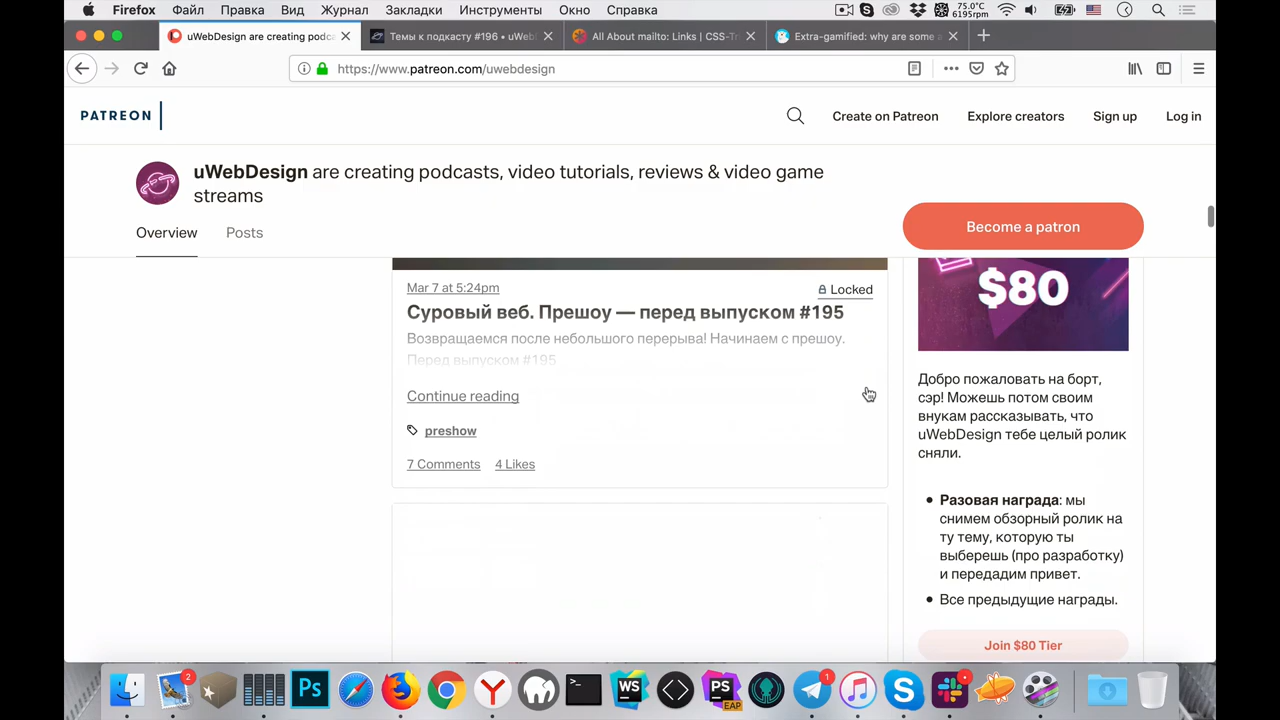 Firefox Файл Правка Вид Журнал Закладки Инструменты Окно Справка 75.0°C 6195rpm
uWebDesign are creating podca Темы к подкасту #196 • uWeb All About mailto: Links | CSS-Tr Extra-gamified: why are some a
https://www.patreon.com/uwebdesign
PATREON Create on Patreon Explore creators Sign up Log in
uWebDesign are creating podcasts, video tutorials, reviews & video game
streams
Overview Posts Become a patron
Mar 7 at 5:24pm Locked
Суровый веб. Прешоу — перед выпуском #195
Возвращаемся после небольшого перерыва! Начинаем с прешоу.
Перед выпуском #195
Continue reading
preshow
7 Comments 4 Likes
$80
Добро пожаловать на борт,
сэр! Можешь потом своим
внукам рассказывать, что
uWebDesign тебе целый ролик
сняли.
• Разовая награда: мы
снимем обзорный ролик на
ту тему, которую ты
выберешь (про разработку)
и передадим привет.
• Все предыдущие награды.
Join $80 Tier
2 Ps WS PS EAP 1